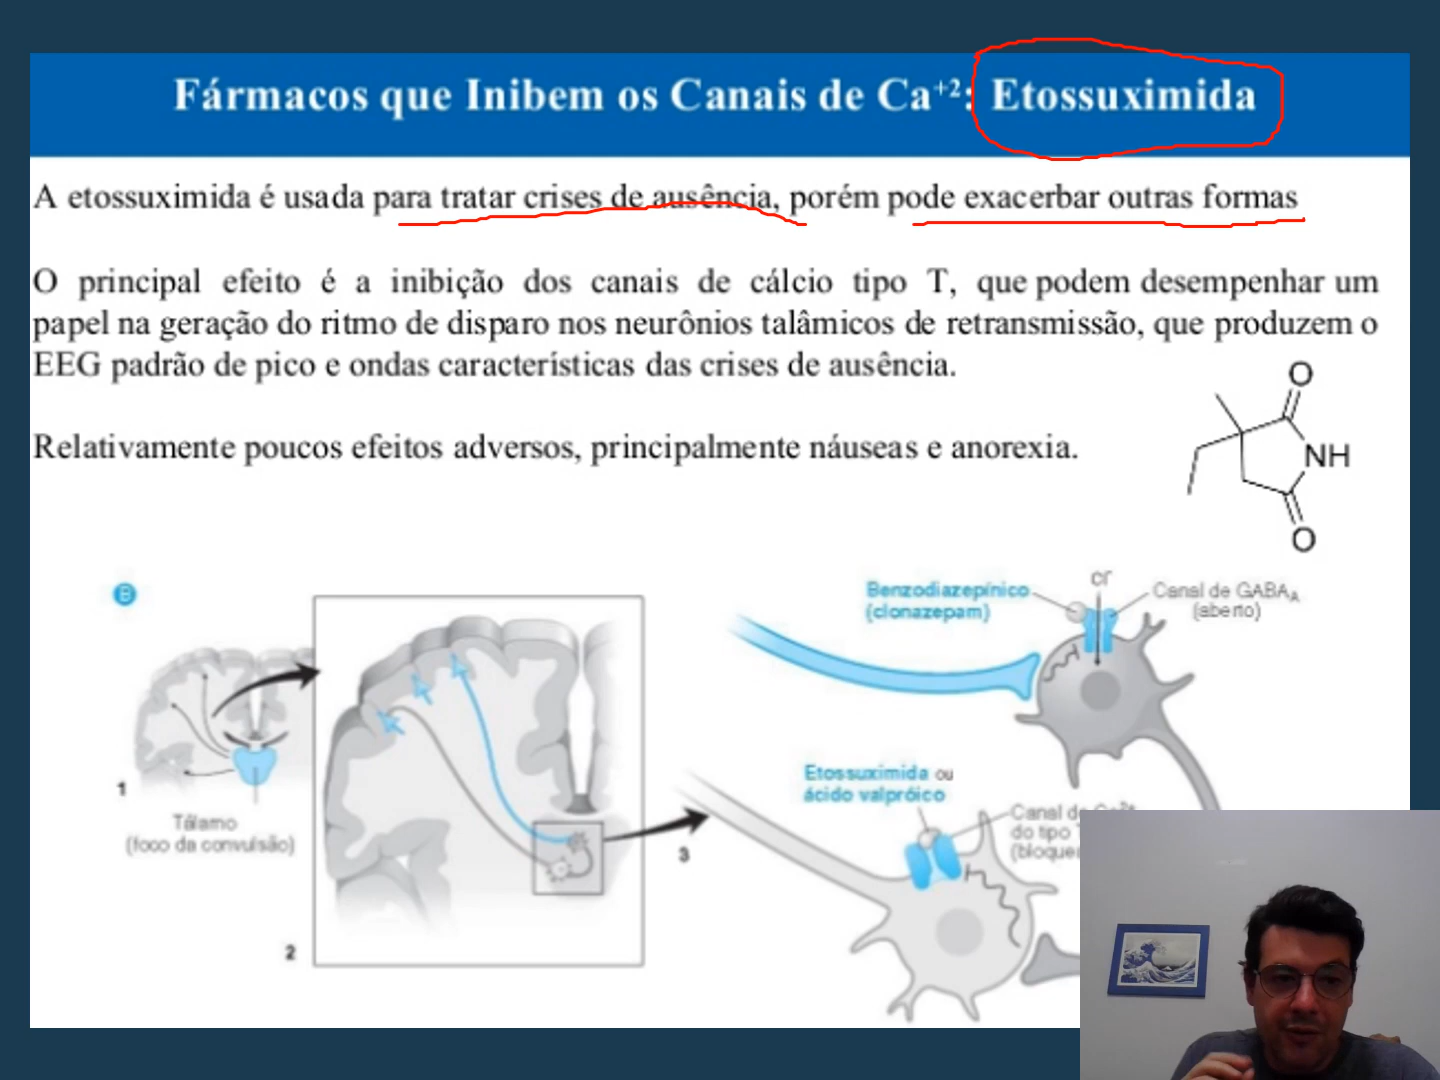 Fármacos que Inibem os Canais de Ca+2: Etossuximida
A etossuximida é usada para tratar crises de ausência, porém pode exacerbar outras formas
O principal efeito é a inibição dos canais de cálcio tipo T, que podem desempenhar um
papel na geração do ritmo de disparo nos neurônios talâmicos de retransmissão, que produzem o
EEG padrão de pico e ondas características das crises de ausência.
Relativamente poucos efeitos adversos, principalmente náuseas e anorexia.
O
NH
O
B
1
Tálamo
(foco da convulsão)
2
3
Benzodiazepínico
(clonazepam)
Cl-
Canal de GABAA
(aberto)
Etossuximida ou
ácido valpróico
Canal de
do tipo